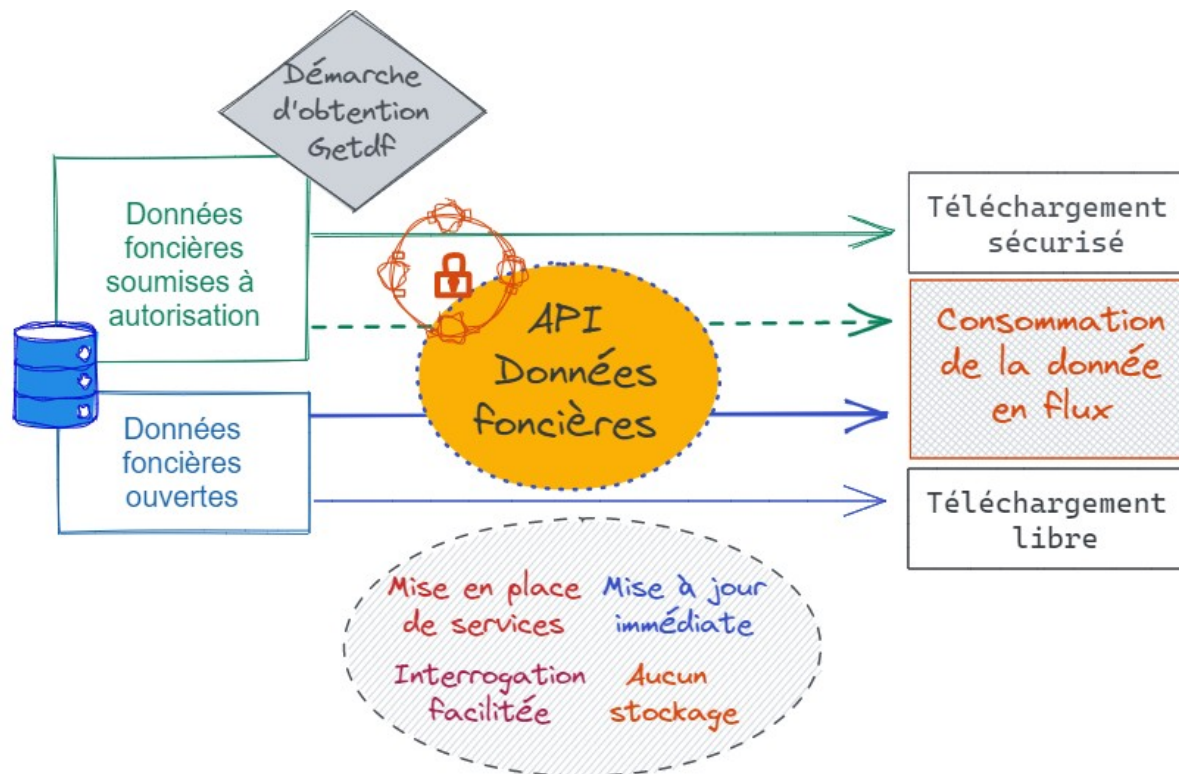 Démarche
d'obtention
Getdf
Données
foncières
soumises à
autorisation
Téléchargement
sécurisé
API
Données
foncières
Consommation
de la donnée
en flux
Données
foncières
ouvertes
Téléchargement
libre
Mise en place
de services
Mise à jour
immédiate
Interrogation
facilitée
Aucun
stockage